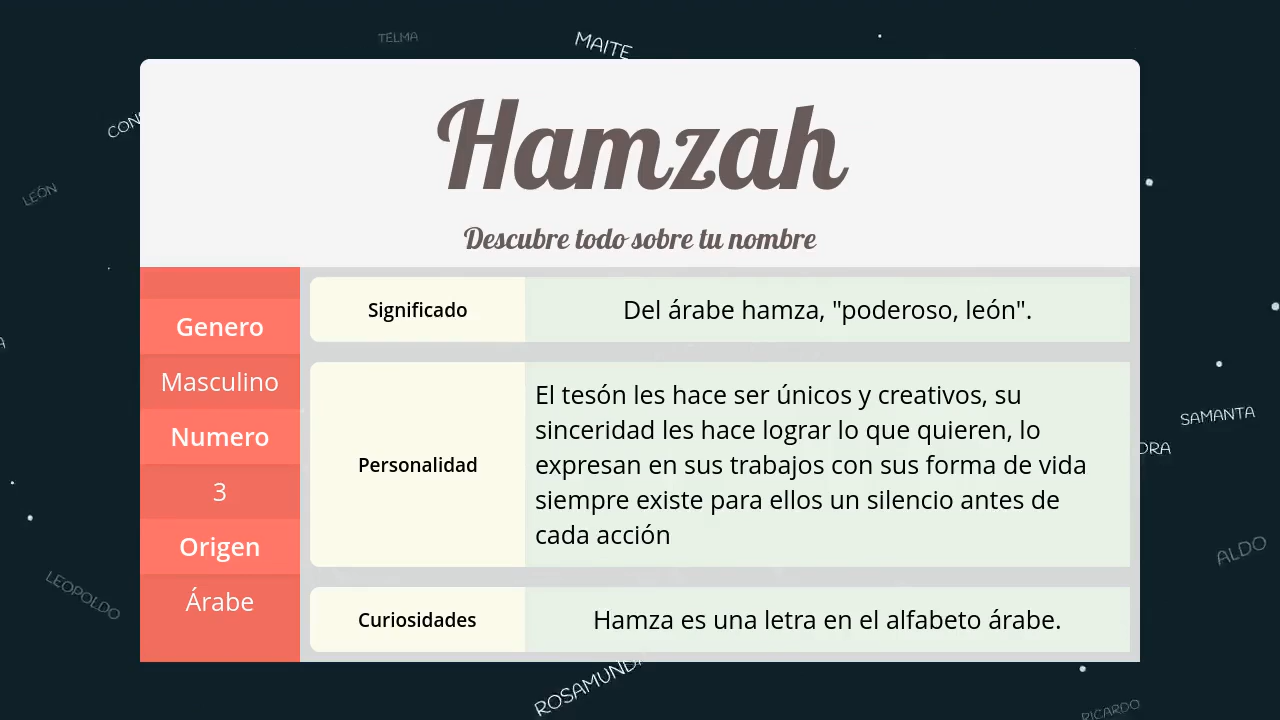 TELMA
MAITE
LEÓN
Hamzah
Descubre todo sobre tu nombre
Genero
Masculino
Numero
3
Origen
Árabe
Significado
Del árabe hamza, "poderoso, león".
Personalidad
El tesón les hace ser únicos y creativos, su
sinceridad les hace lograr lo que quieren, lo
expresan en sus trabajos con sus forma de vida
siempre existe para ellos un silencio antes de
cada acción
Curiosidades
Hamza es una letra en el alfabeto árabe.
SAMANTA
ALDO
LEOPOLDO
ROSAMUNDA
RICARDO